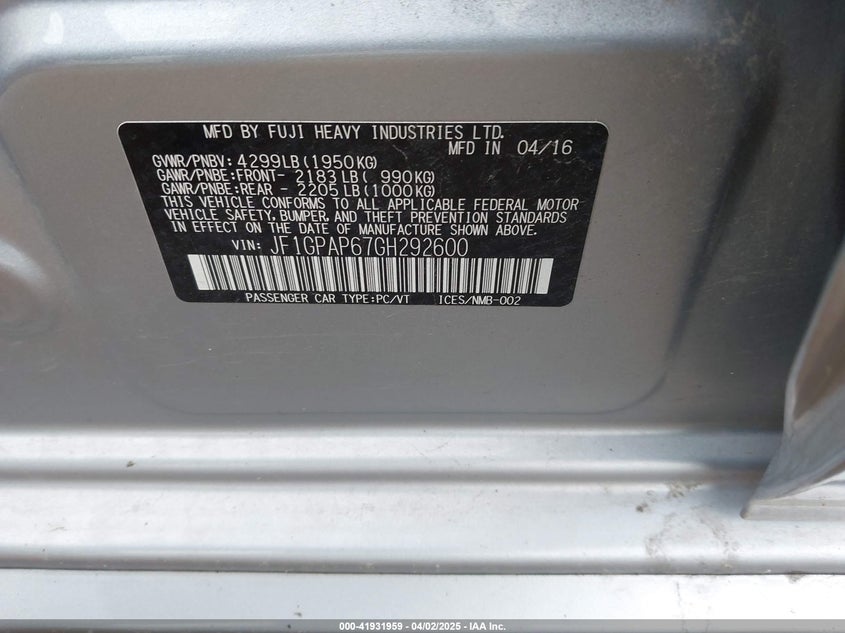 MFD BY FUJI HEAVY INDUSTRIES LTD.
MFD IN 04/16
GVWR/PNBV: 4299LB(1950KG)
GAWR/PNBE:FRONT- 2183LB( 990KG)
GAWR/PNBE:REAR - 2205LB(1000KG)
THIS VEHICLE CONFORMS TO ALL APPLICABLE FEDERAL MOTOR
VEHICLE SAFETY, BUMPER, AND THEFT PREVENTION STANDARDS
IN EFFECT ON THE DATE OF MANUFACTURE SHOWN ABOVE.
VIN: JF1GPAP67GH292600
PASSENGER CAR TYPE:PC/VT ICES/NMB-002
000-41931959 - 04/02/2025 - IAA Inc.